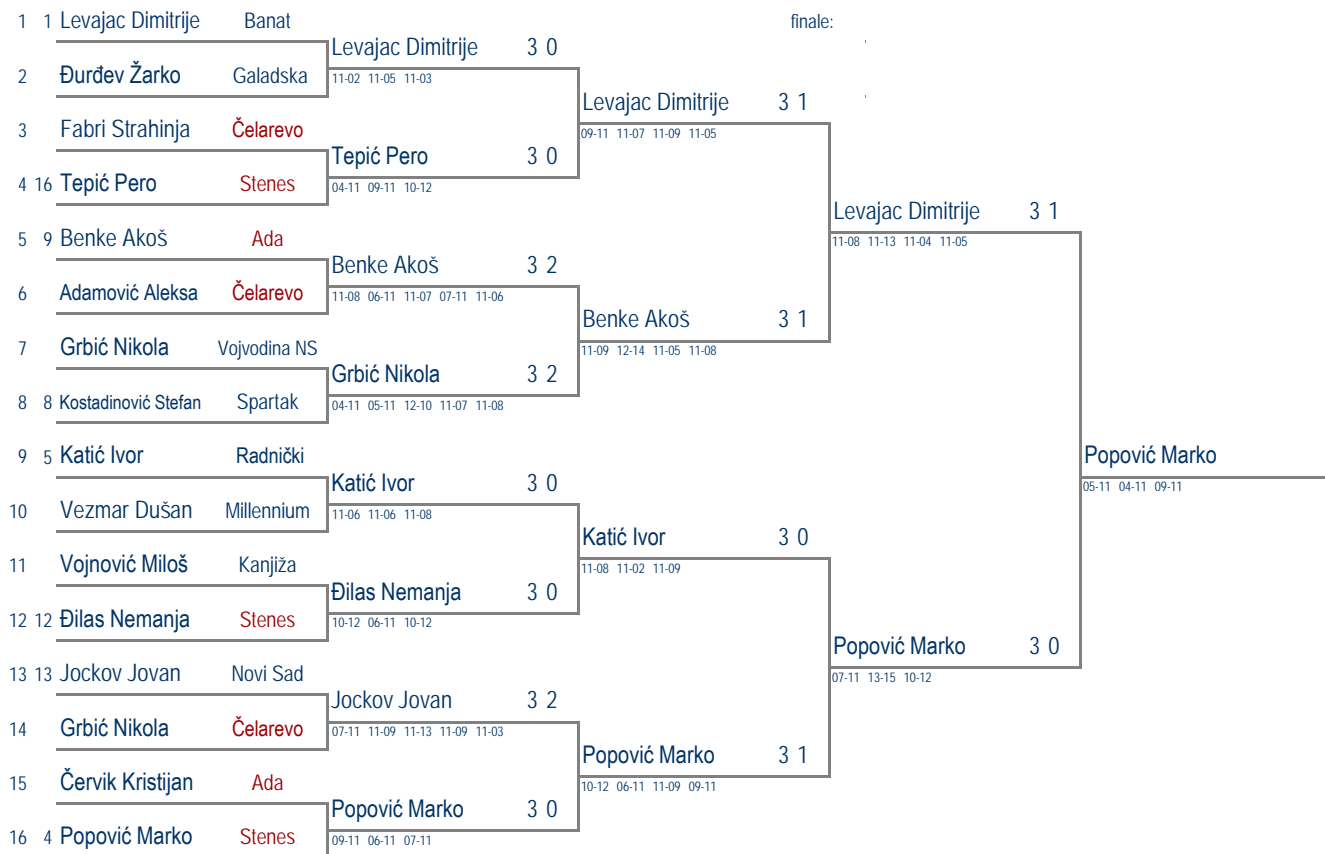 1 1 Levajac Dimitrije Banat finale:
Levajac Dimitrije 3 0
2 Đurđev Žarko Galadska 11-02 11-05 11-03
Levajac Dimitrije 3 1
3 Fabri Strahinja Čelarevo 09-11 11-07 11-09 11-05
Tepić Pero 3 0
4 16 Tepić Pero Stenes 04-11 09-11 10-12
Levajac Dimitrije 3 1
5 9 Benke Akoš Ada 11-08 11-13 11-04 11-05
Benke Akoš 3 2
6 Adamović Aleksa Čelarevo 11-08 06-11 11-07 07-11 11-06
Benke Akoš 3 1
7 Grbić Nikola Vojvodina NS 11-09 12-14 11-05 11-08
Grbić Nikola 3 2
8 8 Kostadinović Stefan Spartak 04-11 05-11 12-10 11-07 11-08
9 5 Katić Ivor Radnički Popović Marko
Katić Ivor 3 0 05-11 04-11 09-11
10 Vezmar Dušan Millennium 11-06 11-06 11-08
Katić Ivor 3 0
11 Vojnović Miloš Kanjiža 11-08 11-02 11-09
Đilas Nemanja 3 0
12 12 Đilas Nemanja Stenes 10-12 06-11 10-12
Popović Marko 3 0
13 13 Jockov Jovan Novi Sad 07-11 13-15 10-12
Jockov Jovan 3 2
14 Grbić Nikola Čelarevo 07-11 11-09 11-13 11-09 11-03
Popović Marko 3 1
15 Červik Kristijan Ada 10-12 06-11 11-09 09-11
Popović Marko 3 0
16 4 Popović Marko Stenes 09-11 06-11 07-11